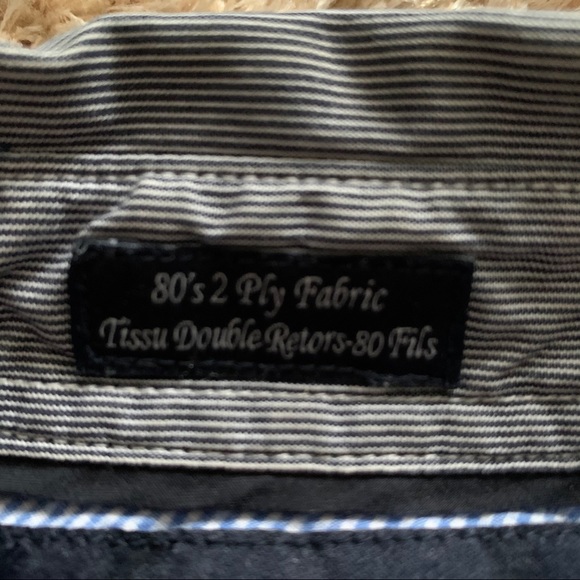 80's 2 Ply Fabric
Tissu Double Retors-80 Fils